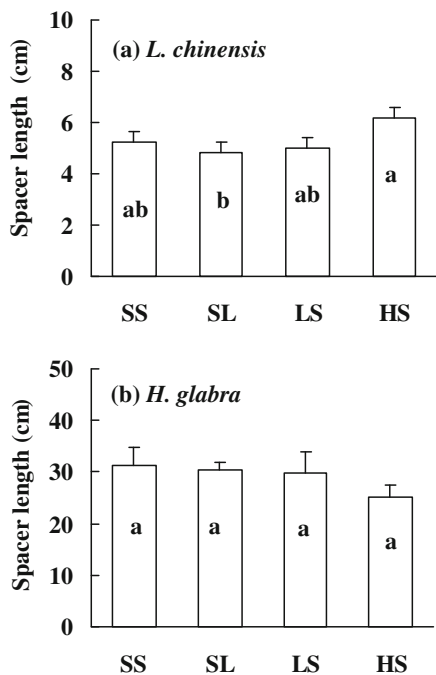 (a) L. chinensis
Spacer length (cm)
10
8
6
4
2
0
ab
b
ab
a
SS SL LS HS
(b) H. glabra
Spacer length (cm)
50
40
30
20
10
0
a a a a
SS SL LS HS